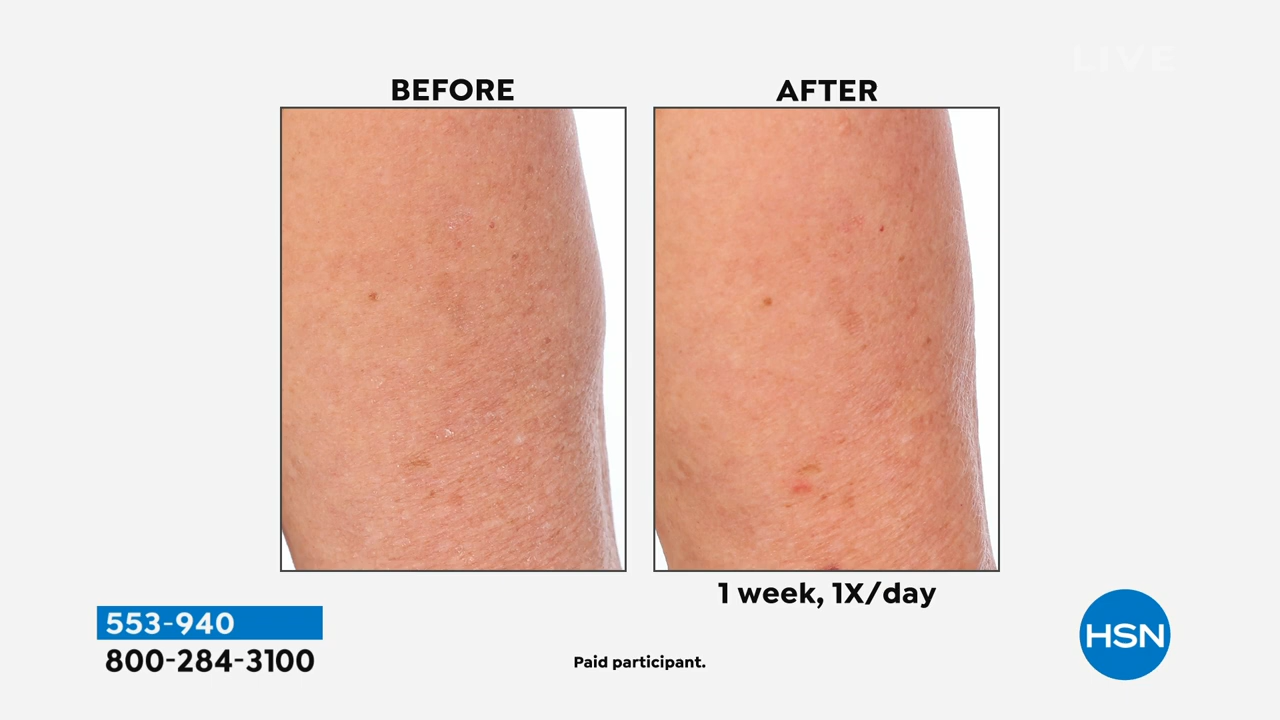 LIVE
BEFORE
AFTER
1 week, 1X/day
553-940
800-284-3100
Paid participant.
HSN